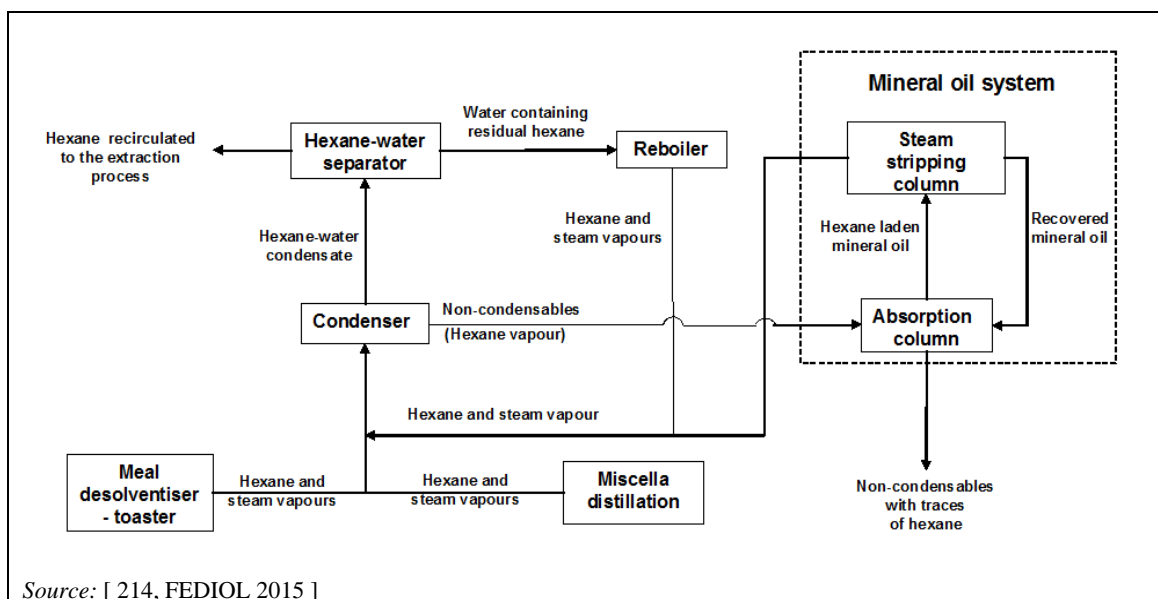 Mineral oil system
Water containing
residual hexane
Hexane recirculated
to the extraction
process
Hexane-water
separator
Reboiler
Steam
stripping
column
Hexane and
steam vapours
Hexane laden
mineral oil
Recovered
mineral oil
Hexane-water
condensate
Non-condensables
(Hexane vapour)
Condenser
Absorption
column
Hexane and steam vapour
Meal
desolventiser
- toaster
Hexane and
steam vapours
Hexane and
steam vapours
Miscella
distillation
Non-condensables
with traces
of hexane
Source: [ 214, FEDIOL 2015 ]